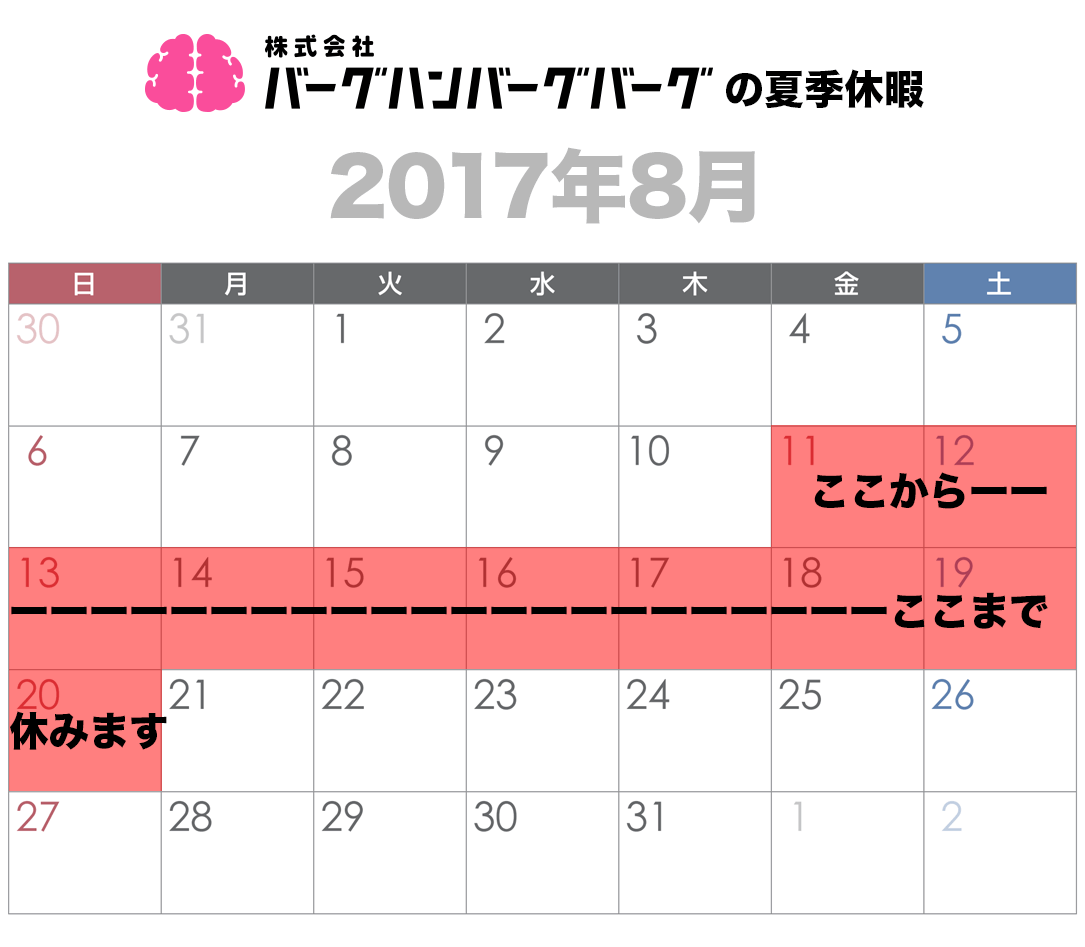 株式会社
バーグハンバーグバーグの夏季休暇
2017年8月
日 月 火 水 木 金 土
30 31 1 2 3 4 5
6 7 8 9 10 11 12
ここからーー
13 14 15 16 17 18 19
ーーーーーーーーーーーーーーーーーーーーーーここまで
20 21 22 23 24 25 26
休みます
27 28 29 30 31 1 2